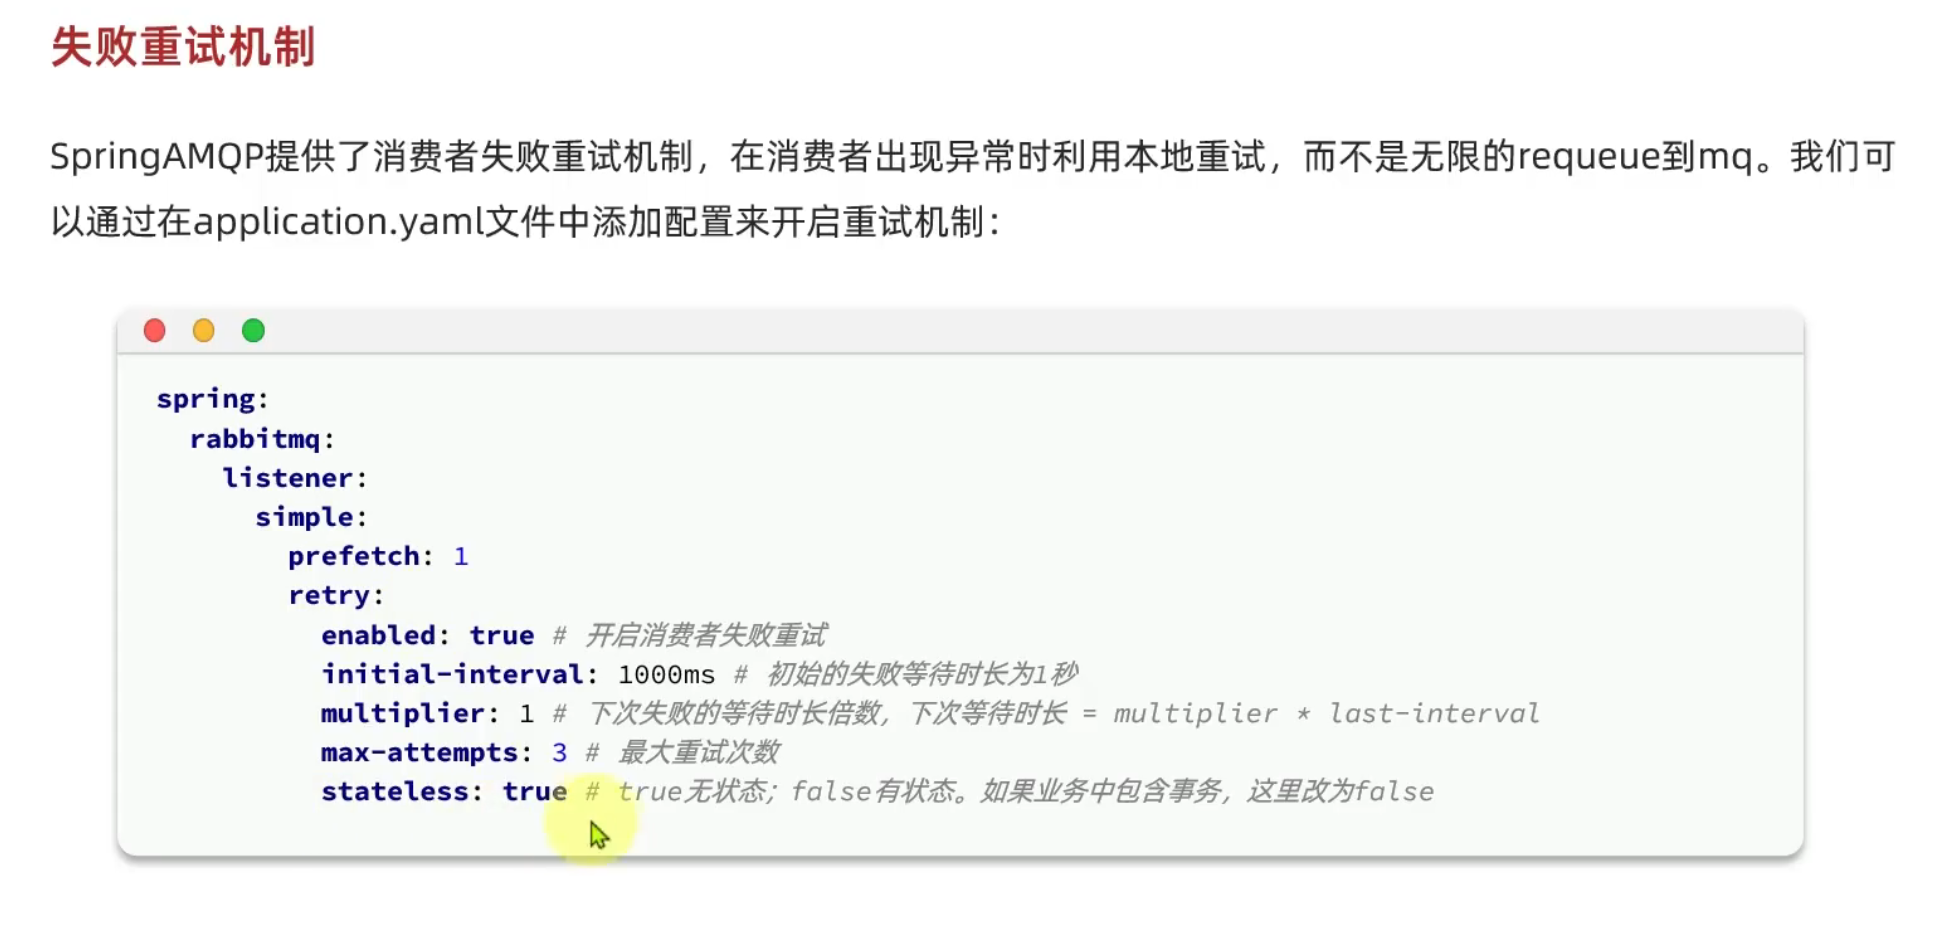 失败重试机制
SpringAMQP提供了消费者失败重试机制，在消费者出现异常时利用本地重试，而不是无限的requeue到mq。我们可
以通过在application.yaml文件中添加配置来开启重试机制：
spring:
  rabbitmq:
    listener:
      simple:
        prefetch: 1
        retry:
          enabled: true # 开启消费者失败重试
          initial-interval: 1000ms # 初始的失败等待时长为1秒
          multiplier: 1 # 下次失败的等待时长倍数，下次等待时长 = multiplier * last-interval
          max-attempts: 3 # 最大重试次数
          stateless: true # true无状态；false有状态。如果业务中包含事务，这里改为false